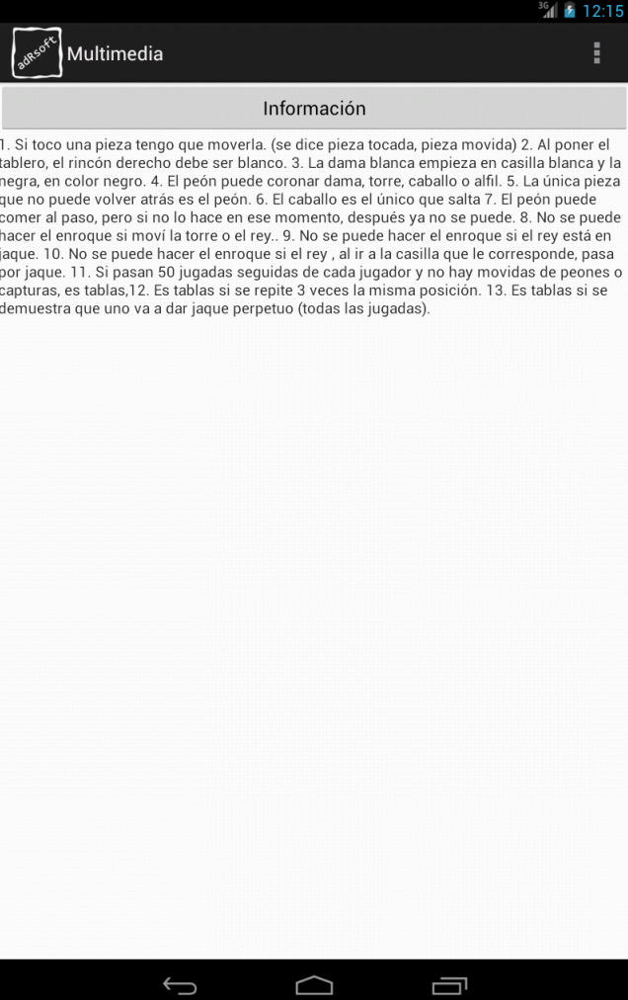 3G 12:15
adRsoft Multimedia
Información
1. Si toco una pieza tengo que moverla. (se dice pieza tocada, pieza movida) 2. Al poner el
tablero, el rincón derecho debe ser blanco. 3. La dama blanca empieza en casilla blanca y la
negra, en color negro. 4. El peón puede coronar dama, torre, caballo o alfil. 5. La única pieza
que no puede volver atrás es el peón. 6. El caballo es el único que salta 7. El peón puede
comer al paso, pero si no lo hace en ese momento, después ya no se puede. 8. No se puede
hacer el enroque si moví la torre o el rey.. 9. No se puede hacer el enroque si el rey está en
jaque. 10. No se puede hacer el enroque si el rey , al ir a la casilla que le corresponde, pasa
por jaque. 11. Si pasan 50 jugadas seguidas de cada jugador y no hay movidas de peones o
capturas, es tablas,12. Es tablas si se repite 3 veces la misma posición. 13. Es tablas si se
demuestra que uno va a dar jaque perpetuo (todas las jugadas).